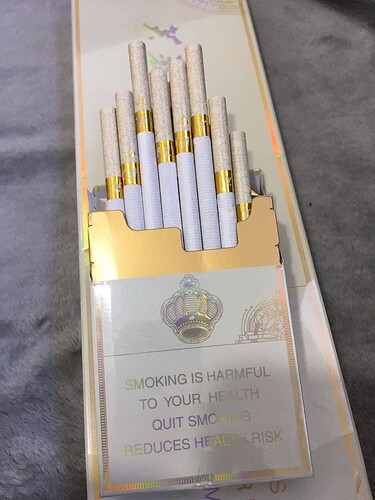 SMOKING IS HARMFUL
TO YOUR HEALTH
QUIT SMOKING
REDUCES HEALTH RISK